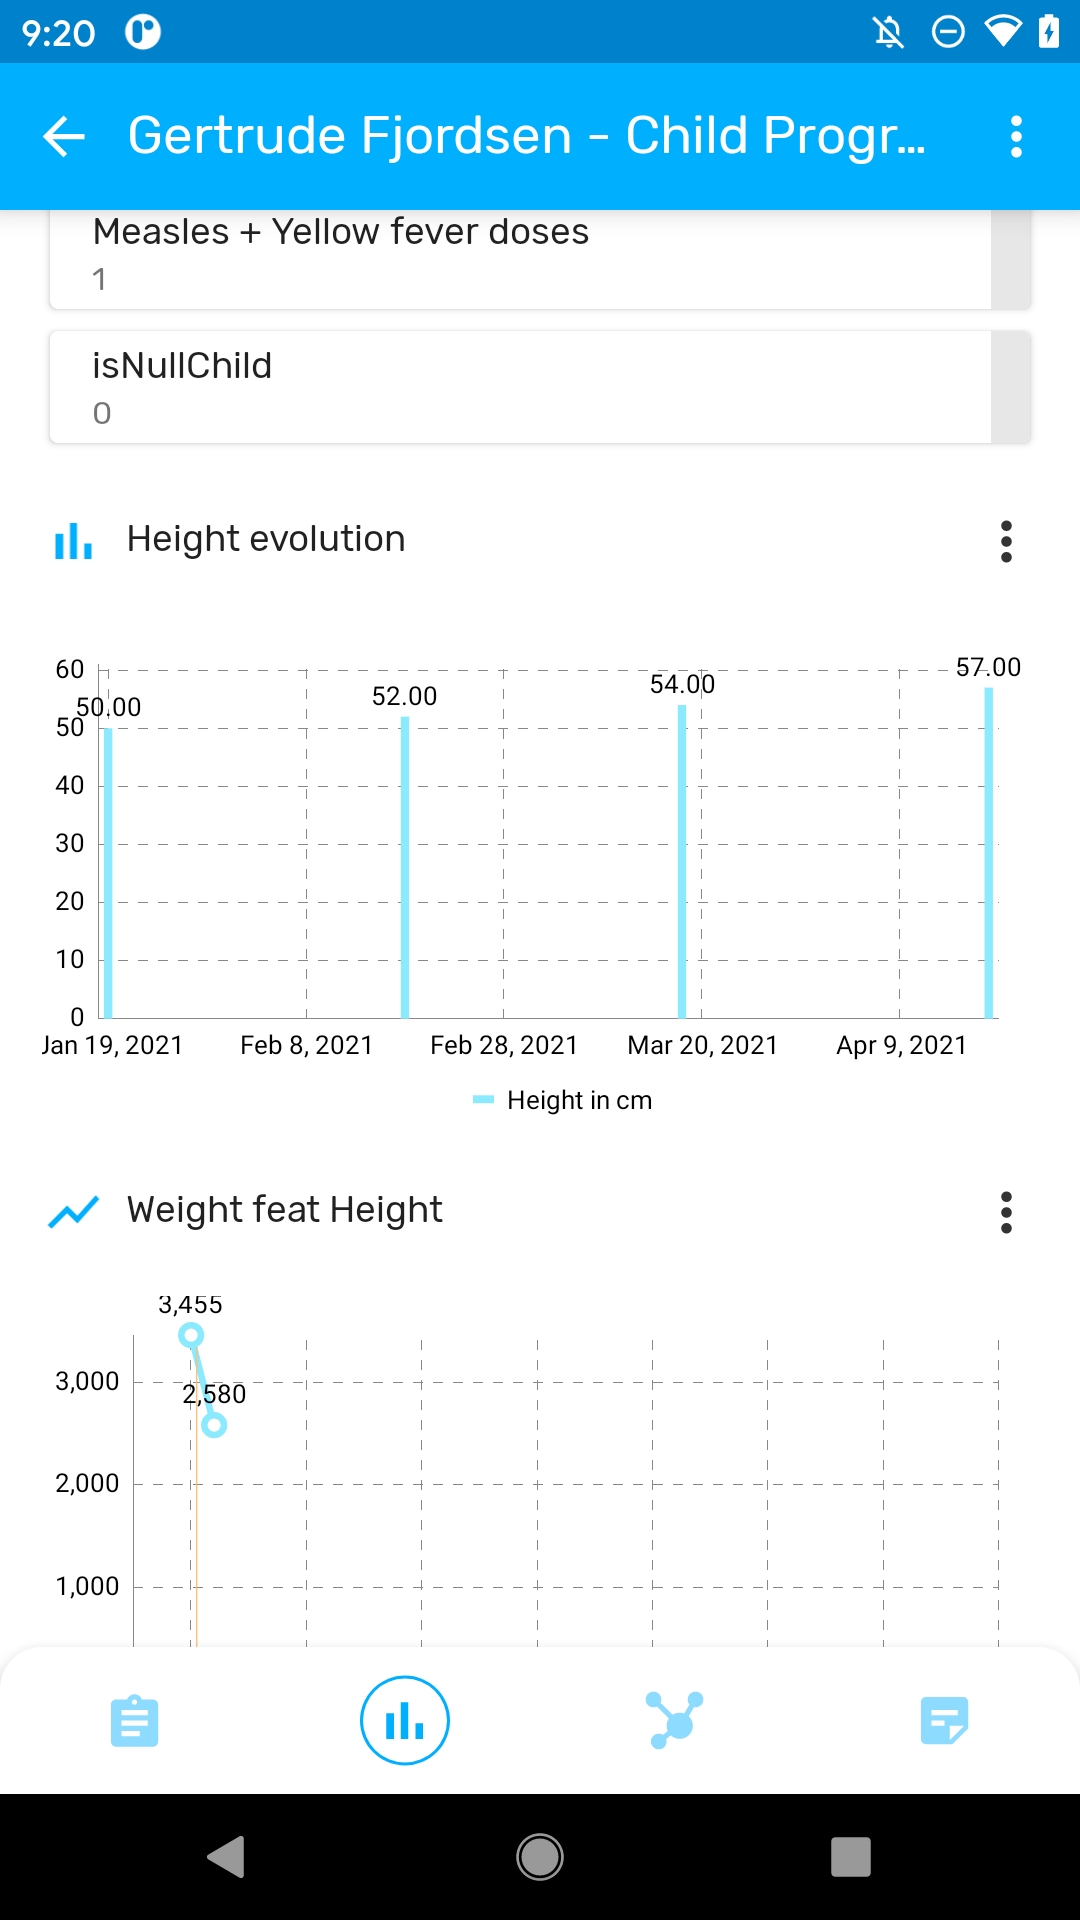 9:20
Gertrude Fjordsen - Child Progr...
Measles + Yellow fever doses
1
isNullChild
0
Height evolution
60
50
40
30
20
10
0
50.00
52.00
54.00
57.00
Jan 19, 2021 Feb 8, 2021 Feb 28, 2021 Mar 20, 2021 Apr 9, 2021
Height in cm
Weight feat Height
3,455
3,000
2,580
2,000
1,000